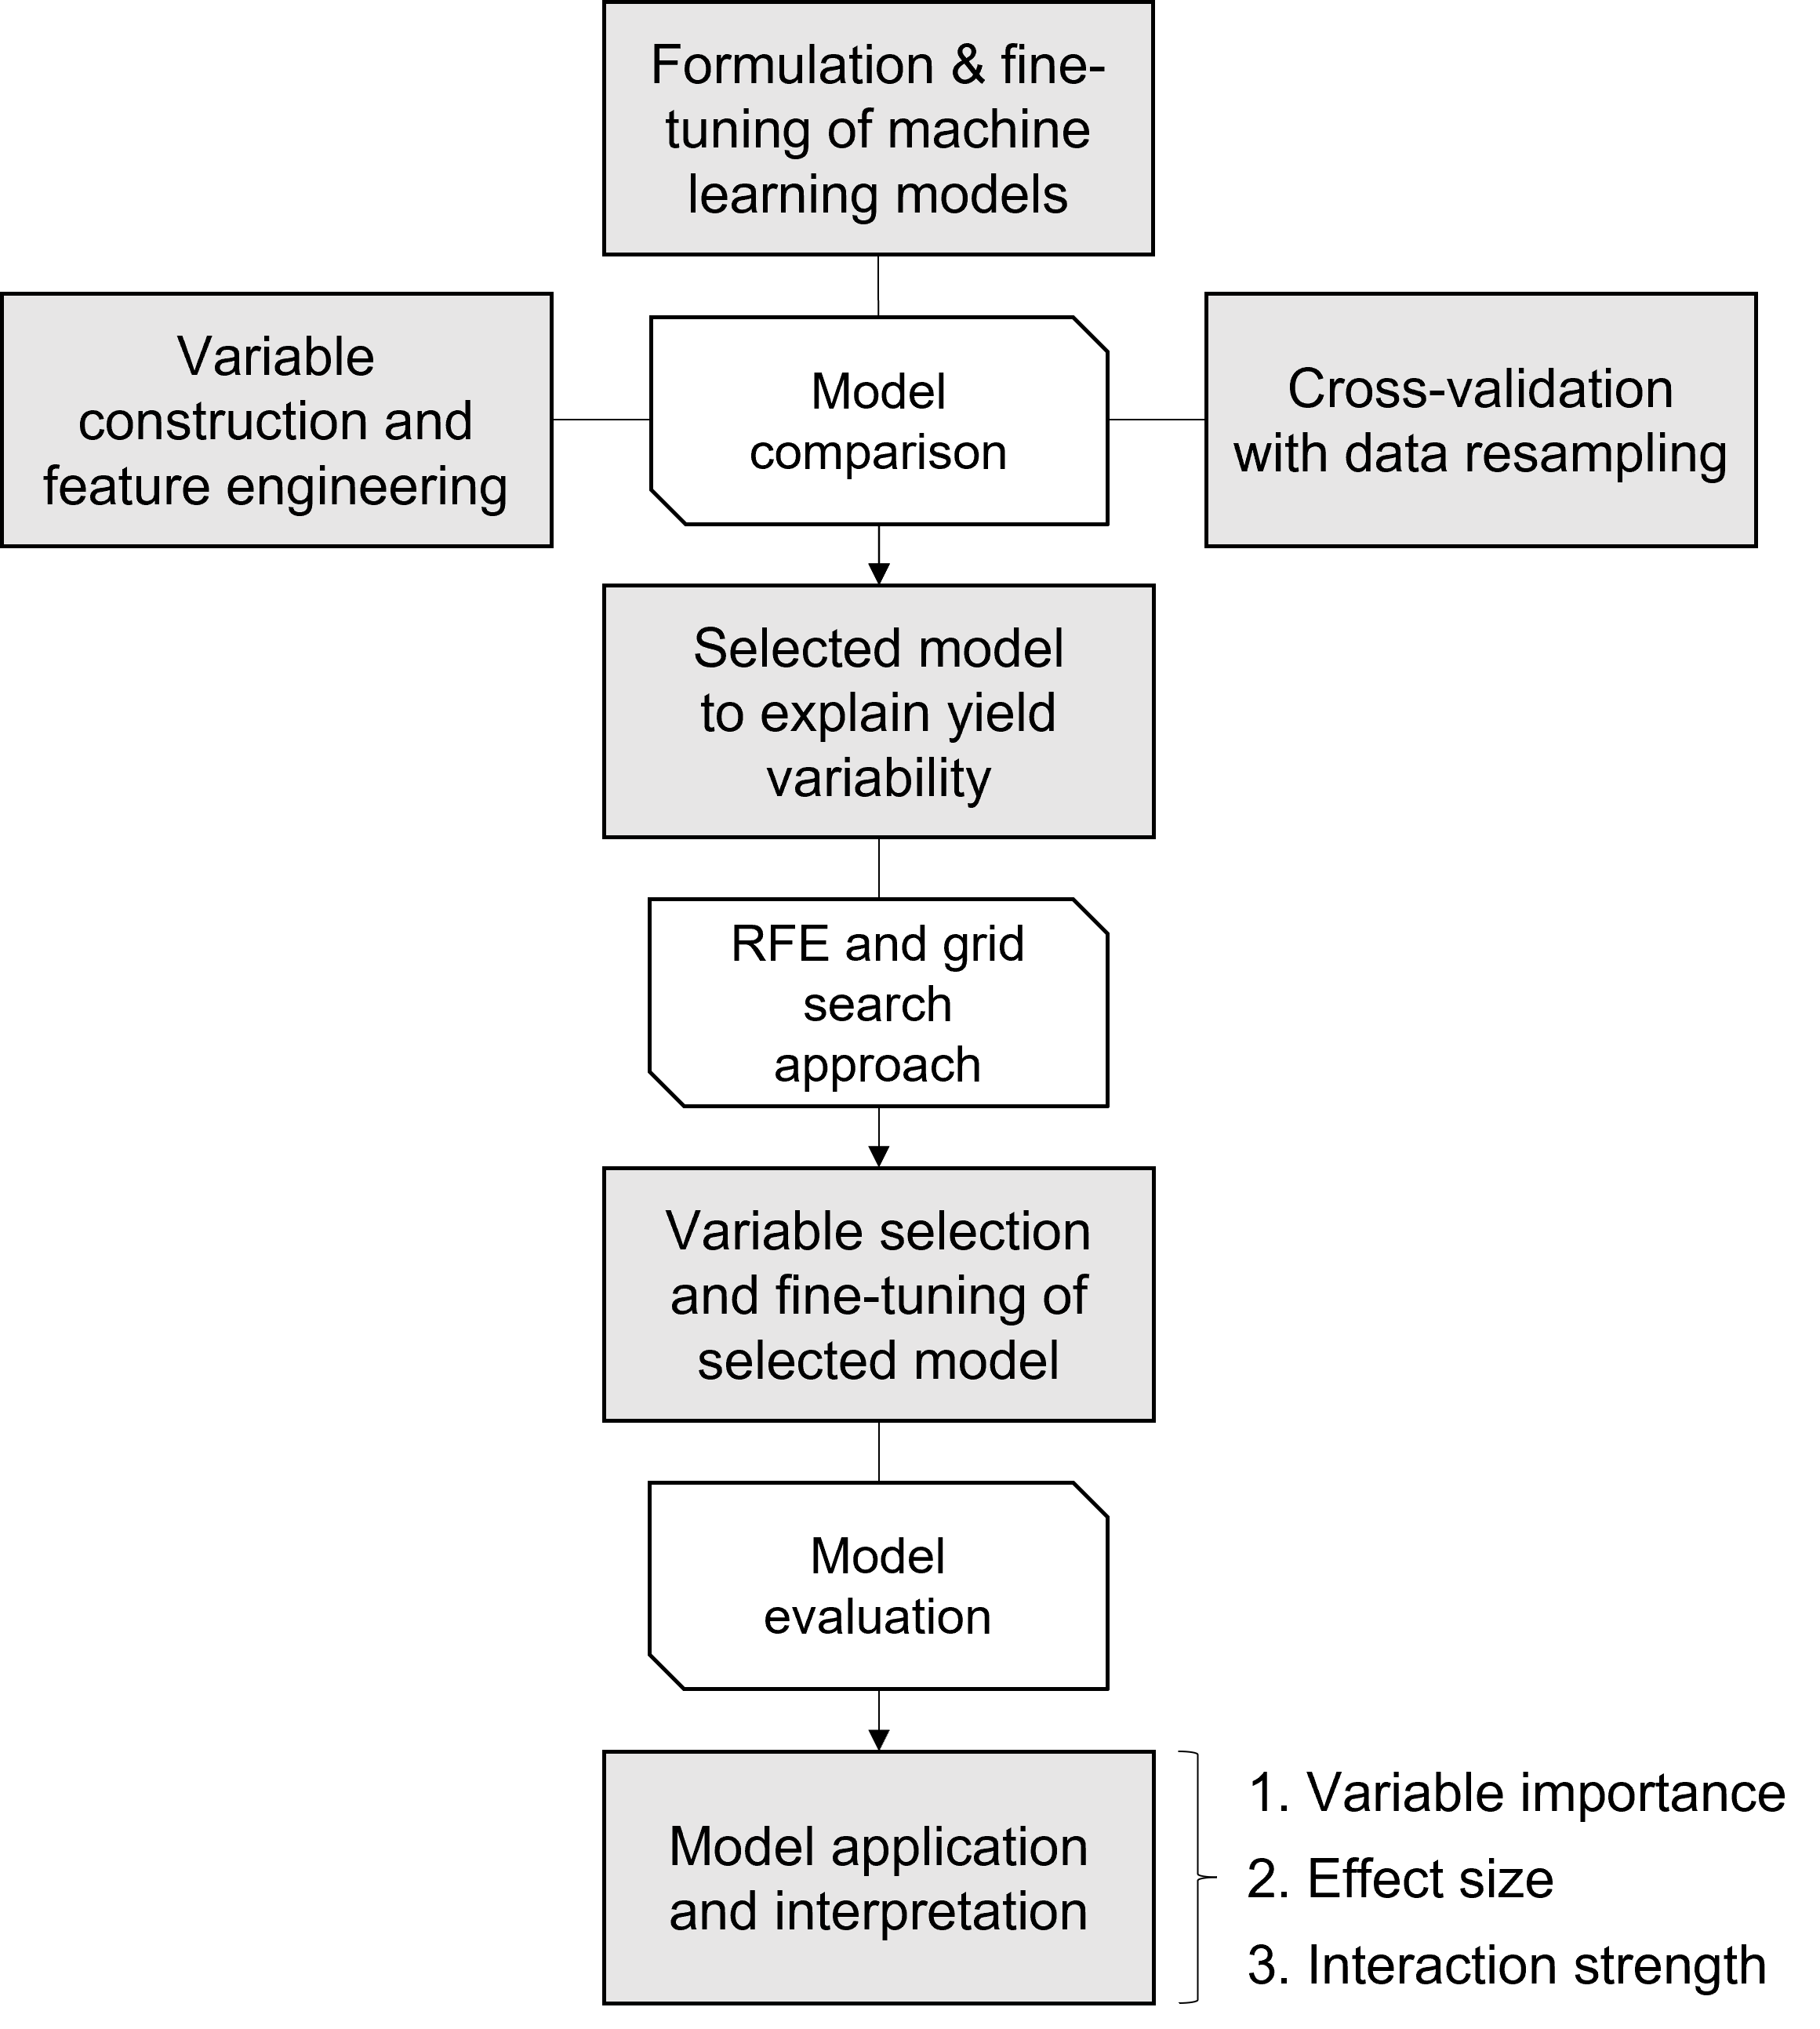 Formulation & fine-
tuning of machine
learning models
Variable
construction and
feature engineering
Model
comparison
Cross-validation
with data resampling
Selected model
to explain yield
variability
RFE and grid
search
approach
Variable selection
and fine-tuning of
selected model
Model
evaluation
Model application
and interpretation
1. Variable importance
2. Effect size
3. Interaction strength